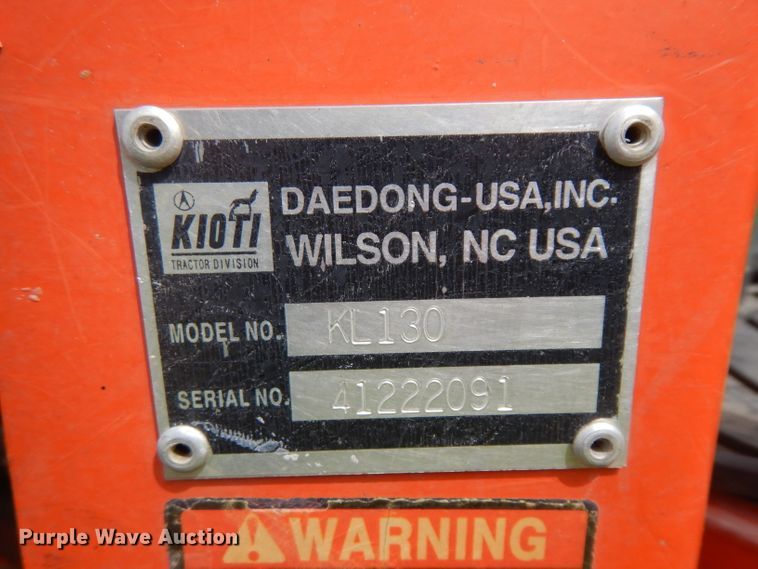 KIOTI
TRACTOR DIVISION
DAEDONG-USA,INC.
WILSON, NC USA
MODEL NO. KL130
SERIAL NO. 41222091
WARNING
Purple Wave Auction